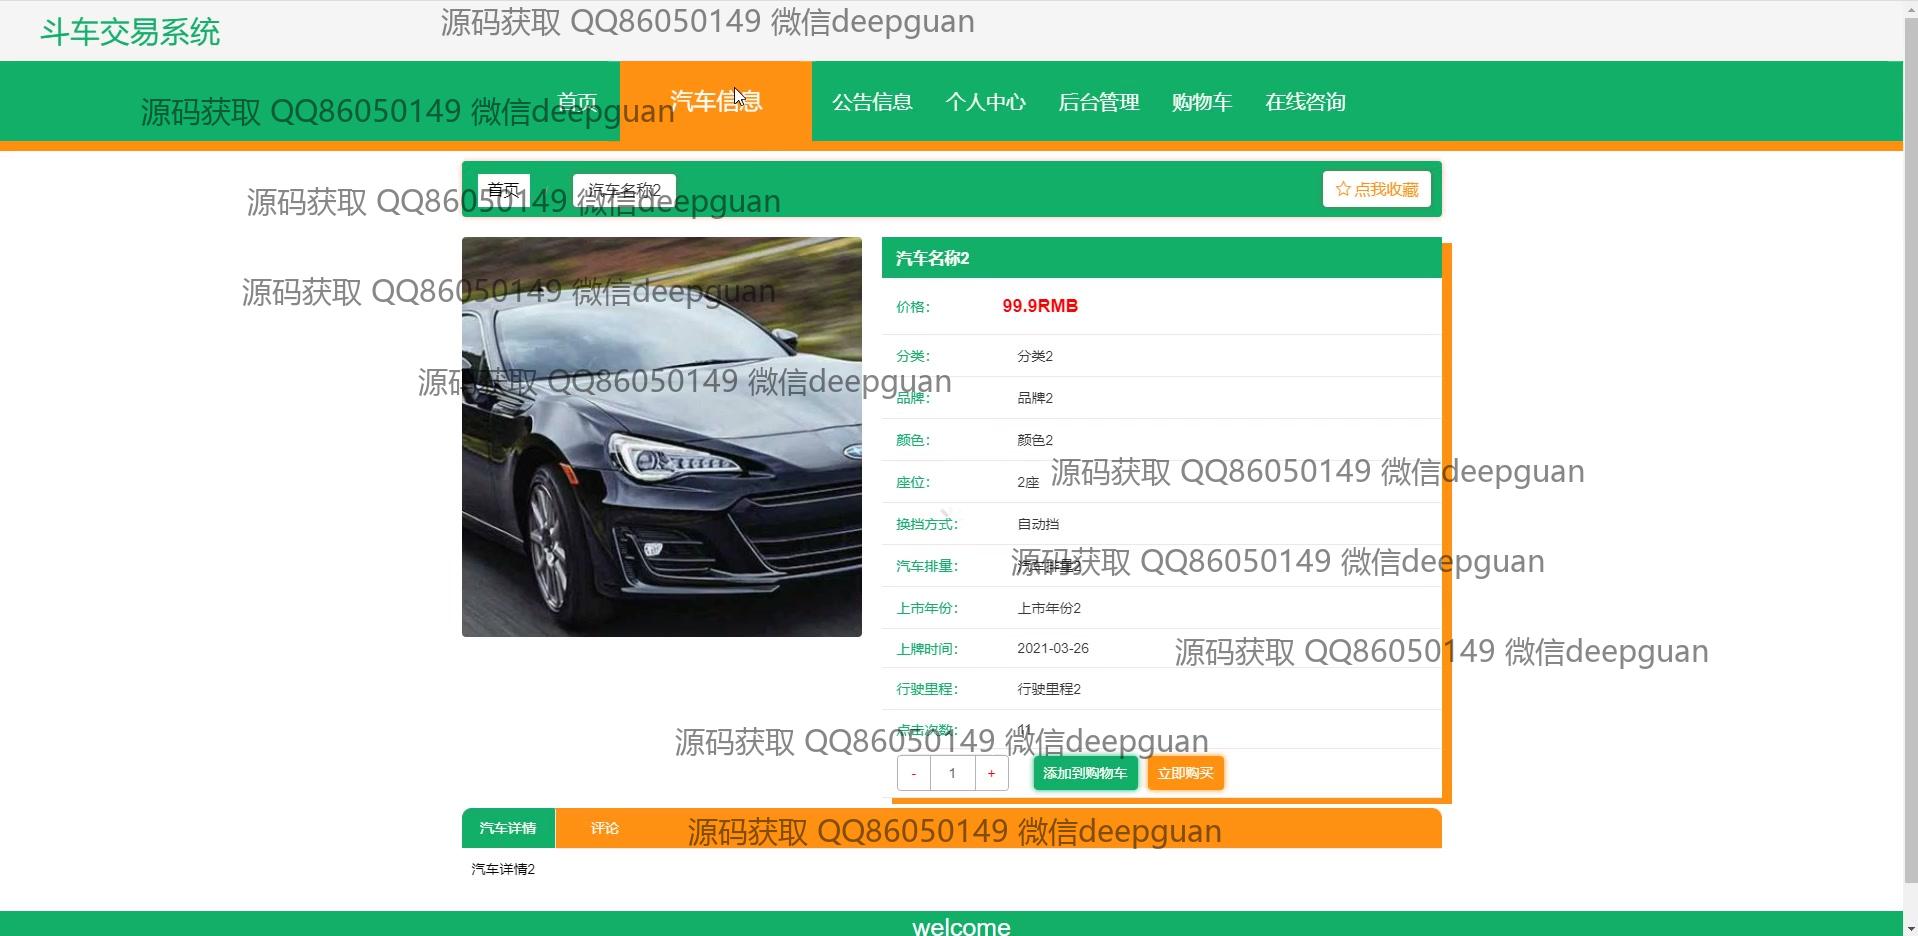 斗车交易系统
源码获取 QQ86050149 微信deepguan
首页 汽车信息 公告信息 个人中心 后台管理 购物车 在线咨询
源码获取 QQ86050149 微信deepguan
首页 汽车名称2 ☆ 点我收藏
源码获取 QQ86050149 微信deepguan
汽车名称2
源码获取 QQ86050149 微信deepguan
价格： 99.9RMB
分类： 分类2
源码获取 QQ86050149 微信deepguan
品牌： 品牌2
颜色： 颜色2
源码获取 QQ86050149 微信deepguan
座位： 2座
换挡方式： 自动挡
源码获取 QQ86050149 微信deepguan
汽车排量： 汽车排量2
上市年份： 上市年份2
上牌时间： 2021-03-26
源码获取 QQ86050149 微信deepguan
行驶里程： 行驶里程2
点击次数： 11
源码获取 QQ86050149 微信deepguan
- 1 + 添加到购物车 立即购买
汽车详情 评论
源码获取 QQ86050149 微信deepguan
汽车详情2
welcome